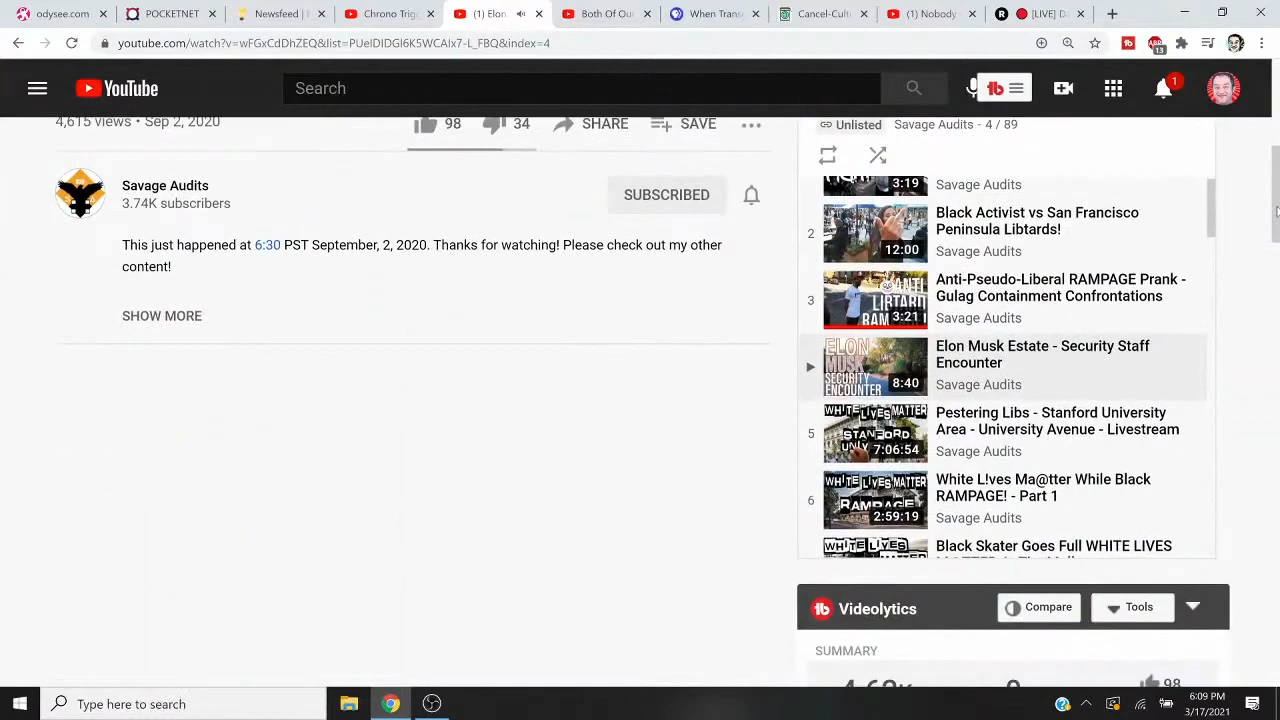 odysee.com
POCKETNET
Newsfeed
Chrono Trig
[1] Elon
Both Of Ou
When Trans
Cancel-Cult
(1) Nobody
[LIVE] Da
youtube.com/watch?v=wFGxCdDhZEQ&list=PUeIDIDGl6K5WCAlx7-L_FBQ&index=4
13
YouTube
Search
1
4,615 views • Sep 2, 2020
98
34
SHARE
SAVE
Unlisted
Savage Audits - 4 / 89
Savage Audits
3.74K subscribers
SUBSCRIBED
This just happened at 6:30 PST September, 2, 2020. Thanks for watching! Please check out my other
content!
SHOW MORE
3:19
Savage Audits
2
12:00
Black Activist vs San Francisco
Peninsula Libtards!
Savage Audits
3
ANTI
LIBTARD
RAM
3:21
Anti-Pseudo-Liberal RAMPAGE Prank -
Gulag Containment Confrontations
Savage Audits
ELON
MUSK
SECURITY
ENCOUNTER
8:40
Elon Musk Estate - Security Staff
Encounter
Savage Audits
5
WHITE LIVES MATTER
STANFORD
UNIV
7:06:54
Pestering Libs - Stanford University
Area - University Avenue - Livestream
Savage Audits
6
WHITE LIVES MATTER
RAMPAGE
2:59:19
White L!ves Ma@tter While Black
RAMPAGE! - Part 1
Savage Audits
WHITE LIVES
Black Skater Goes Full WHITE LIVES
Videolytics
Compare
Tools
SUMMARY
98
Type here to search
6:09 PM
3/17/2021